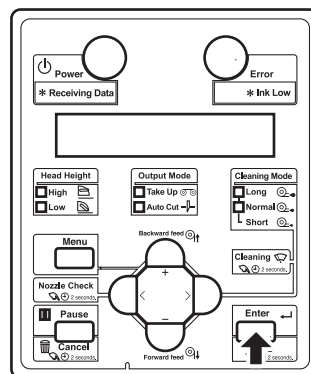 Power
Error
* Receiving Data
* Ink Low
Head Height
High
Low
Output Mode
Take Up
Auto Cut
Cleaning Mode
Long
Normal
Short
Menu
Backward feed
Cleaning
2 seconds.
Nozzle Check
2 seconds.
+
< >
−
Pause
Cancel
2 seconds.
Forward feed
Enter
2 seconds.